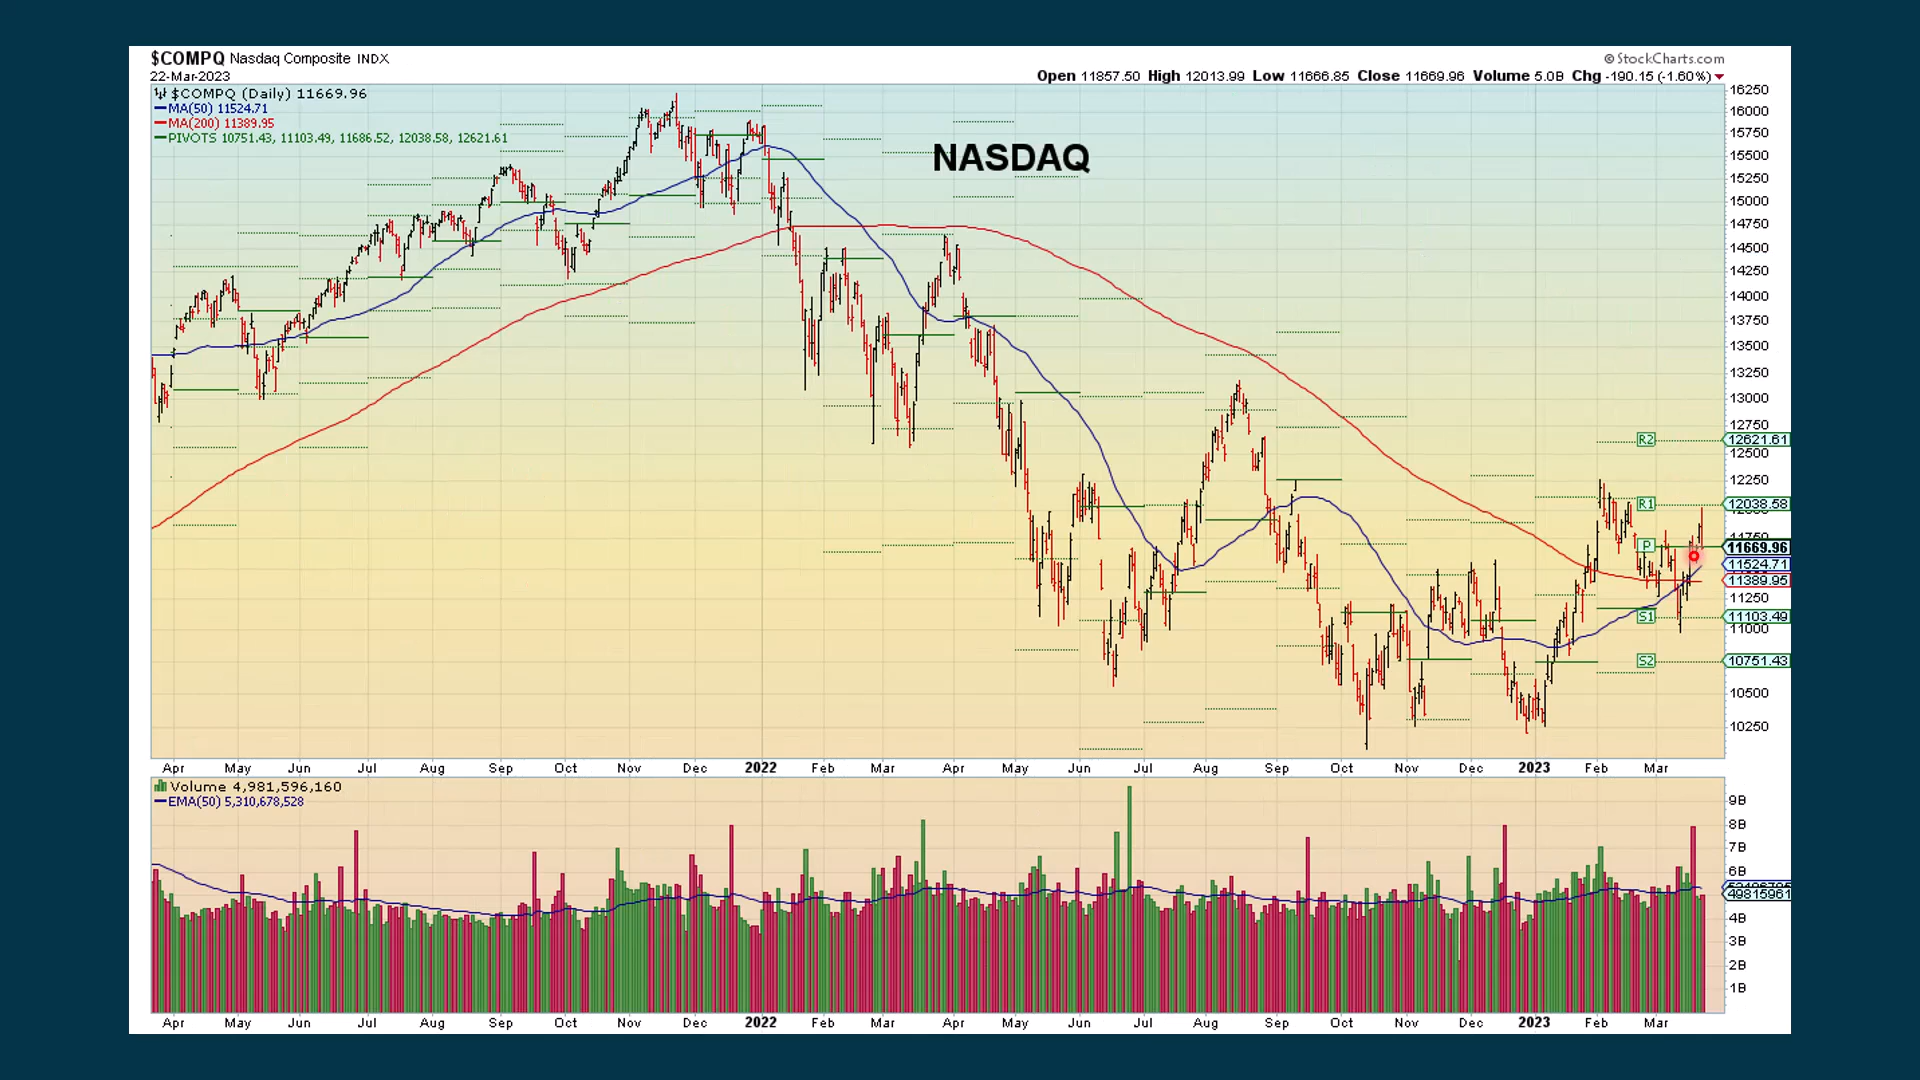 $COMPQ Nasdaq Composite INDX
© StockCharts.com
22-Mar-2023
Open 11857.50 High 12013.99 Low 11666.85 Close 11669.96 Volume 5.0B Chg -190.15 (-1.60%)
$COMPQ (Daily) 11669.96
MA(50) 11524.71
MA(200) 11389.95
PIVOTS 10751.43, 11103.49, 11686.52, 12038.58, 12621.61
NASDAQ
16250
16000
15750
15500
15250
15000
14750
14500
14250
14000
13750
13500
13250
13000
12750
R2 12621.61
12500
12250
R1 12038.58
P 11669.96
11524.71
11389.95
11250
S1 11103.49
11000
S2 10751.43
10500
10250
Apr May Jun Jul Aug Sep Oct Nov Dec 2022 Feb Mar Apr May Jun Jul Aug Sep Oct Nov Dec 2023 Feb Mar
Volume 4,981,596,160
EMA(50) 5,310,678,528
9B
8B
7B
6B
49815961
4B
3B
2B
1B
Apr May Jun Jul Aug Sep Oct Nov Dec 2022 Feb Mar Apr May Jun Jul Aug Sep Oct Nov Dec 2023 Feb Mar